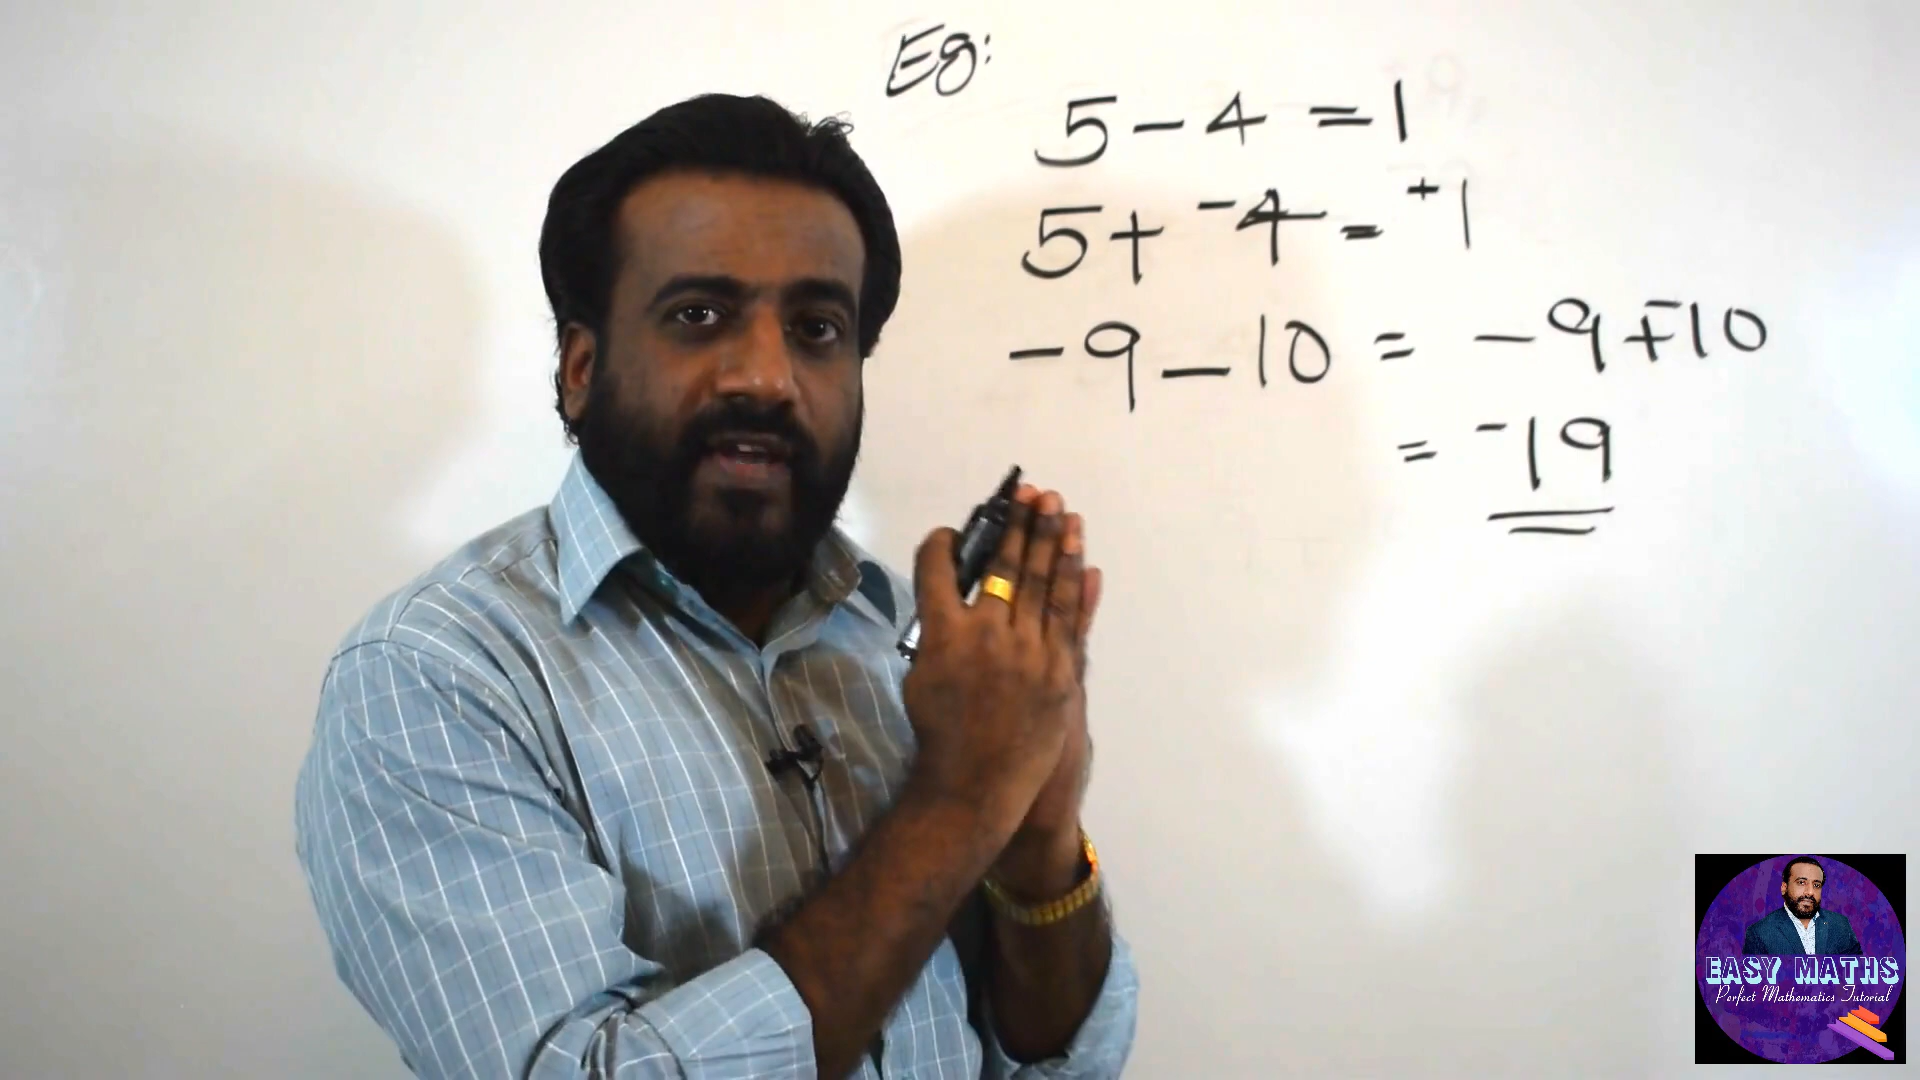 Eg:
5 - 4 = 1
5 + ⁻4 = ⁺1
- 9 - 10 = - 9 + ⁻10
= ⁻19
EASY MATHS
Perfect Mathematics Tutorial